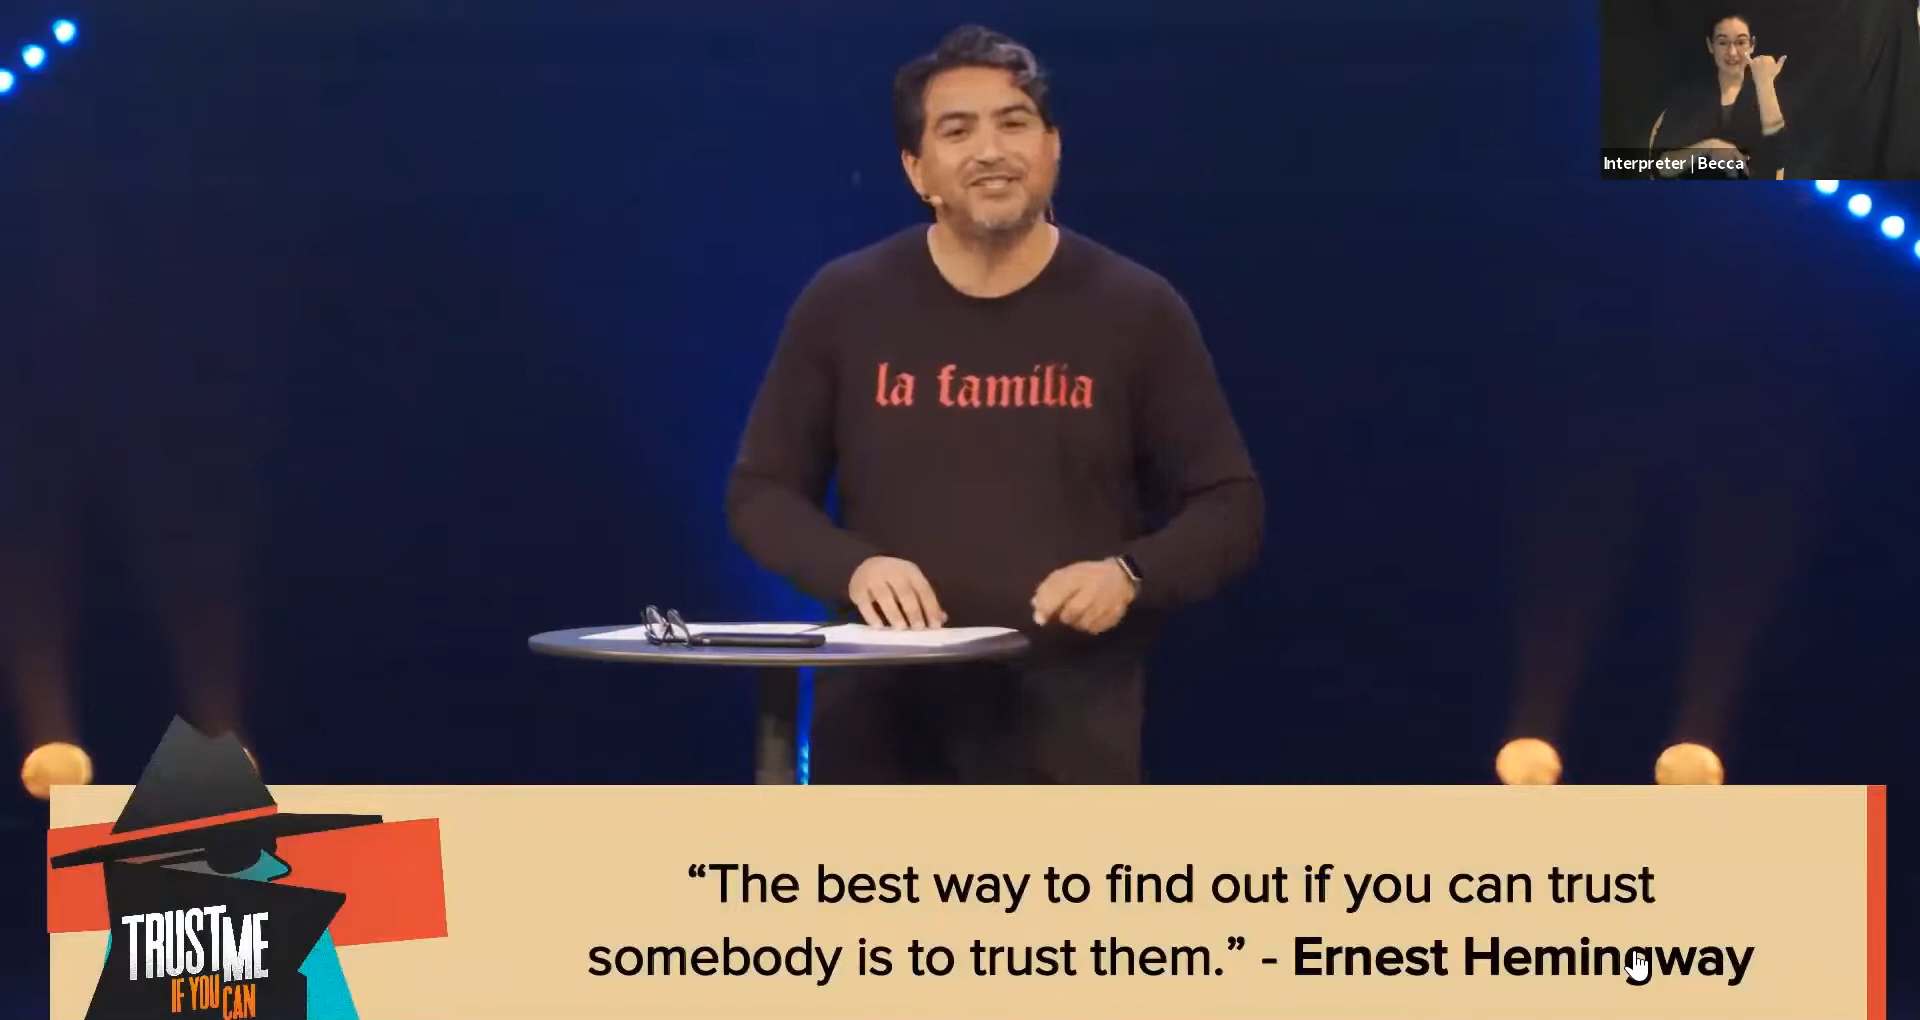 Interpreter | Becca
la familia
TRUST ME
IF YOU CAN
“The best way to find out if you can trust
somebody is to trust them.” - Ernest Hemingway